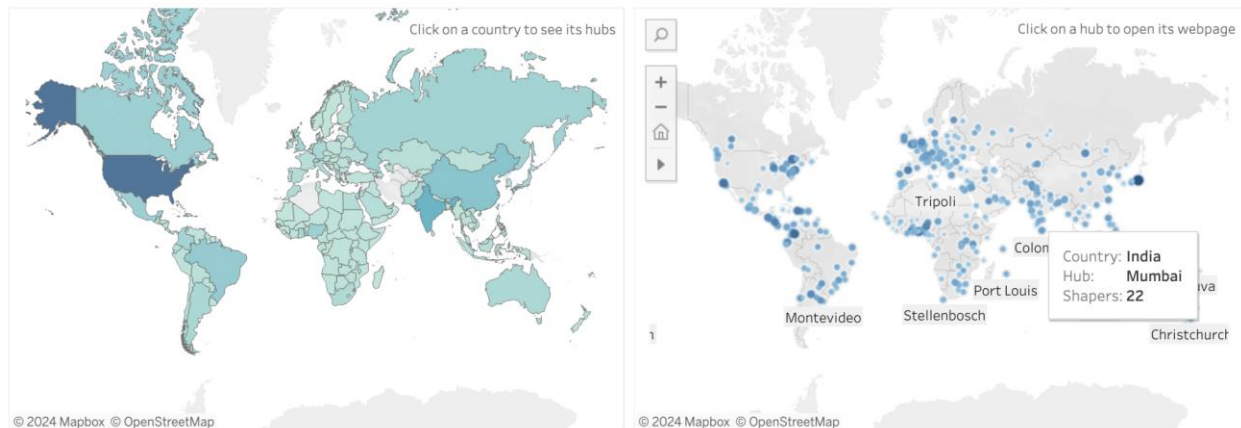 Click on a country to see its hubs
© 2024 Mapbox © OpenStreetMap
Click on a hub to open its webpage
Tripoli
Colon
Country: India
Hub: Mumbai
Shapers: 22
Port Louis
uva
Montevideo
Stellenbosch
Christchurch
© 2024 Mapbox © OpenStreetMap